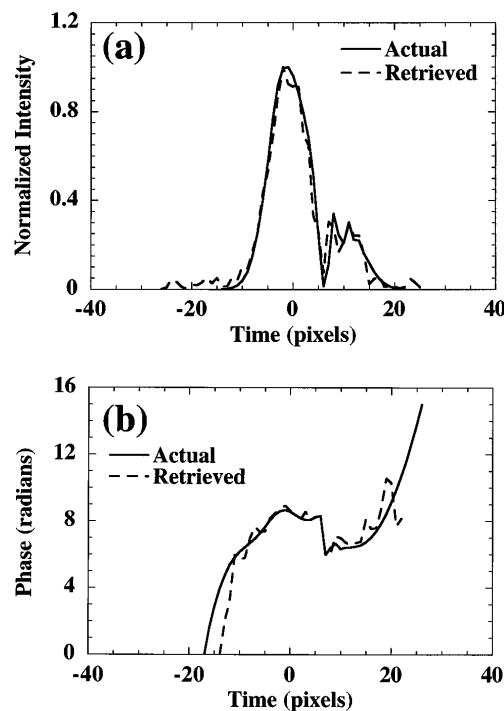 (a)
Actual
Retrieved
Normalized Intensity
1.2
0.8
0.4
0
-40
-20
0
20
40
Time (pixels)
(b)
Actual
Retrieved
Phase (radians)
16
12
8
4
0
-40
-20
0
20
40
Time (pixels)